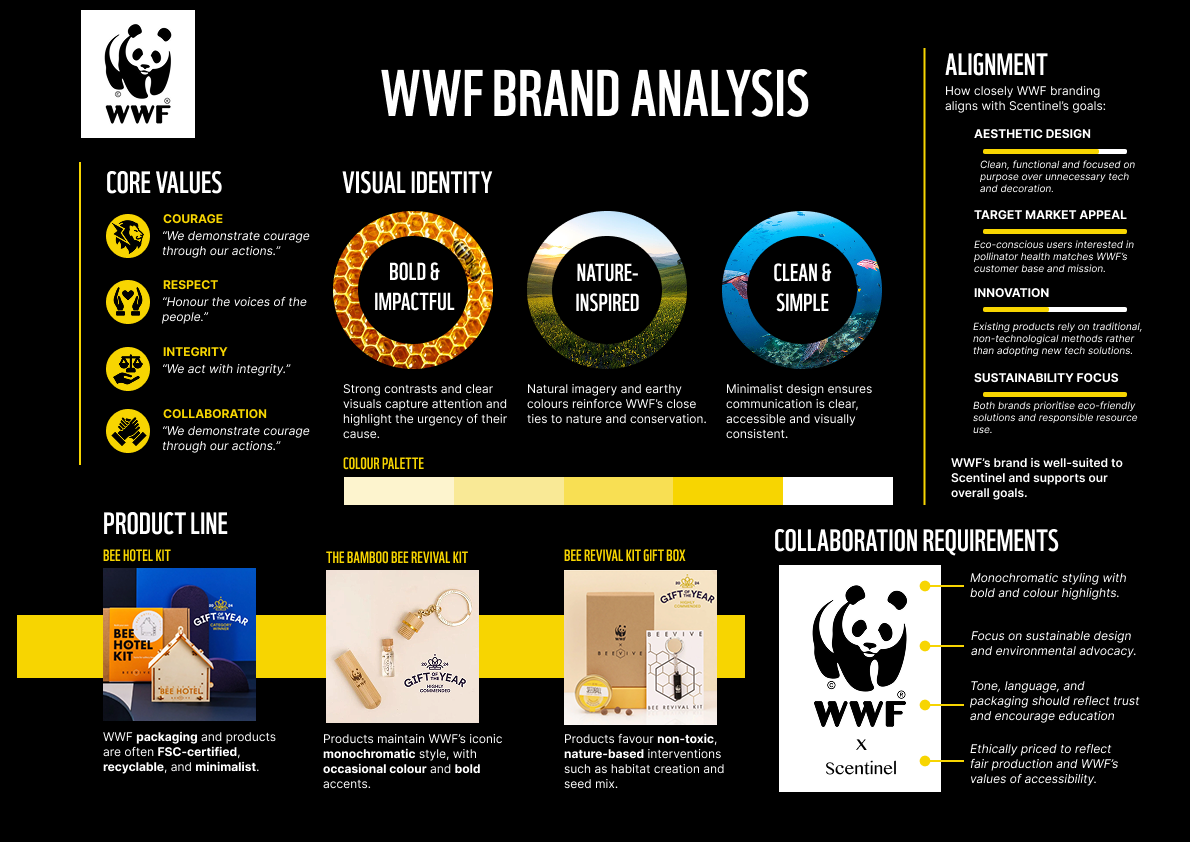 ©
®
WWF
WWF BRAND ANALYSIS
CORE VALUES
COURAGE
“We demonstrate courage
through our actions.”
RESPECT
“Honour the voices of the
people.”
INTEGRITY
“We act with integrity.”
COLLABORATION
“We demonstrate courage
through our actions.”
VISUAL IDENTITY
BOLD &
IMPACTFUL
Strong contrasts and clear
visuals capture attention and
highlight the urgency of their
cause.
NATURE-
INSPIRED
Natural imagery and earthy
colours reinforce WWF’s close
ties to nature and conservation.
CLEAN &
SIMPLE
Minimalist design ensures
communication is clear,
accessible and visually
consistent.
COLOUR PALETTE
ALIGNMENT
How closely WWF branding
aligns with Scentinel’s goals:
AESTHETIC DESIGN
Clean, functional and focused on
purpose over unnecessary tech
and decoration.
TARGET MARKET APPEAL
Eco-conscious users interested in
pollinator health matches WWF’s
customer base and mission.
INNOVATION
Existing products rely on traditional,
non-technological methods rather
than adopting new tech solutions.
SUSTAINABILITY FOCUS
Both brands prioritise eco-friendly
solutions and responsible resource
use.
WWF’s brand is well-suited to
Scentinel and supports our
overall goals.
PRODUCT LINE
BEE HOTEL KIT
20 24
GIFT OF THE YEAR
CATEGORY
WINNER
BEE
HOTEL
KIT
BEE HOTEL
WWF packaging and products
are often FSC-certified,
recyclable, and minimalist.
THE BAMBOO BEE REVIVAL KIT
20 24
GIFT OF THE YEAR
HIGHLY
COMMENDED
Products maintain WWF’s iconic
monochromatic style, with
occasional colour and bold
accents.
BEE REVIVAL KIT GIFT BOX
20 24
GIFT OF THE YEAR
HIGHLY
COMMENDED
WWF
×
BEEVIVE
BEEVIVE
SEEDBALL
BEE REVIVAL KIT
Products favour non-toxic,
nature-based interventions
such as habitat creation and
seed mix.
COLLABORATION REQUIREMENTS
©
®
WWF
x
Scentinel
Monochromatic styling with
bold and colour highlights.
Focus on sustainable design
and environmental advocacy.
Tone, language, and
packaging should reflect trust
and encourage education
Ethically priced to reflect
fair production and WWF’s
values of accessibility.